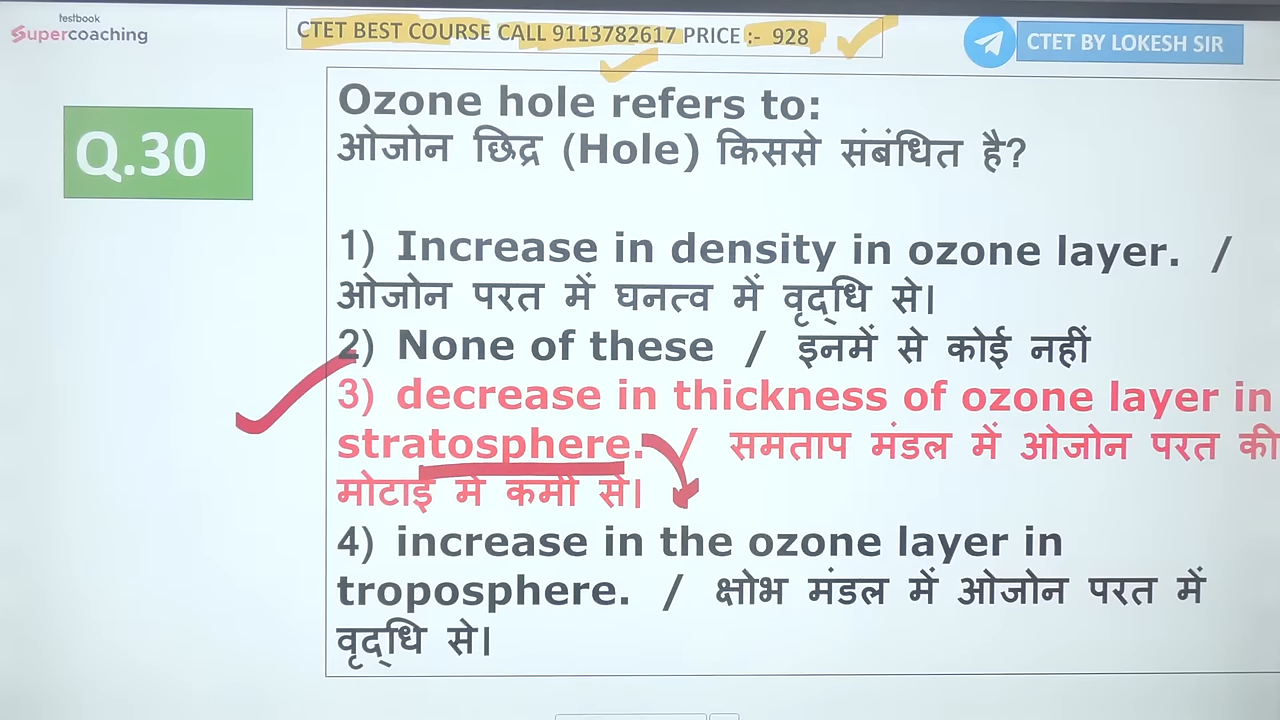 testbook
Supercoaching
CTET BEST COURSE CALL 9113782617 PRICE :- 928
CTET BY LOKESH SIR
Q.30
Ozone hole refers to:
ओजोन छिद्र (Hole) किससे संबंधित है?
1) Increase in density in ozone layer. /
ओजोन परत में घनत्व में वृद्धि से।
2) None of these / इनमें से कोई नहीं
3) decrease in thickness of ozone layer in
stratosphere. / समताप मंडल में ओजोन परत की
मोटाई में कमी से।
4) increase in the ozone layer in
troposphere. / क्षोभ मंडल में ओजोन परत में
वृद्धि से।